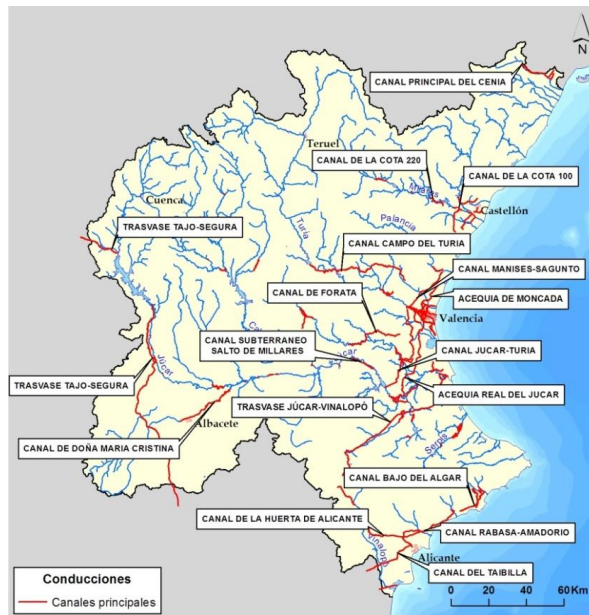 N
CANAL PRINCIPAL DEL CENIA
Teruel
CANAL DE LA COTA 220
CANAL DE LA COTA 100
Mijares
Cuenca
Castellón
Palancia
TRASVASE TAJO-SEGURA
Turia
CANAL CAMPO DEL TURIA
CANAL MANISES-SAGUNTO
CANAL DE FORATA
ACEQUIA DE MONCADA
Valencia
CANAL SUBTERRANEO
SALTO DE MILLARES
Júcar
CANAL JUCAR-TURIA
TRASVASE TAJO-SEGURA
Júcar
ACEQUIA REAL DEL JUCAR
TRASVASE JÚCAR-VINALOPÓ
Albacete
CANAL DE DOÑA MARIA CRISTINA
Serpis
CANAL BAJO DEL ALGAR
CANAL DE LA HUERTA DE ALICANTE
CANAL RABASA-AMADORIO
Vinalopó
Alicante
CANAL DEL TAIBILLA
Conducciones
Canales principales
0 20 40 60
Km